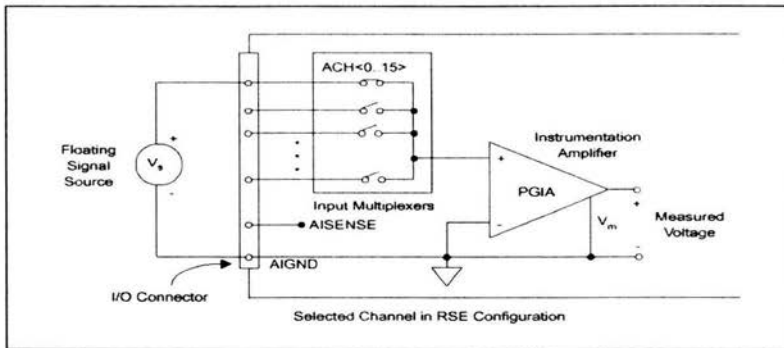 ACH<0..15>
Floating
Signal
Source
+
Vs
-
Input Multiplexers
AISENSE
AIGND
I/O Connector
Instrumentation
Amplifier
+
PGIA
-
Vm
+
Measured
Voltage
-
Selected Channel in RSE Configuration